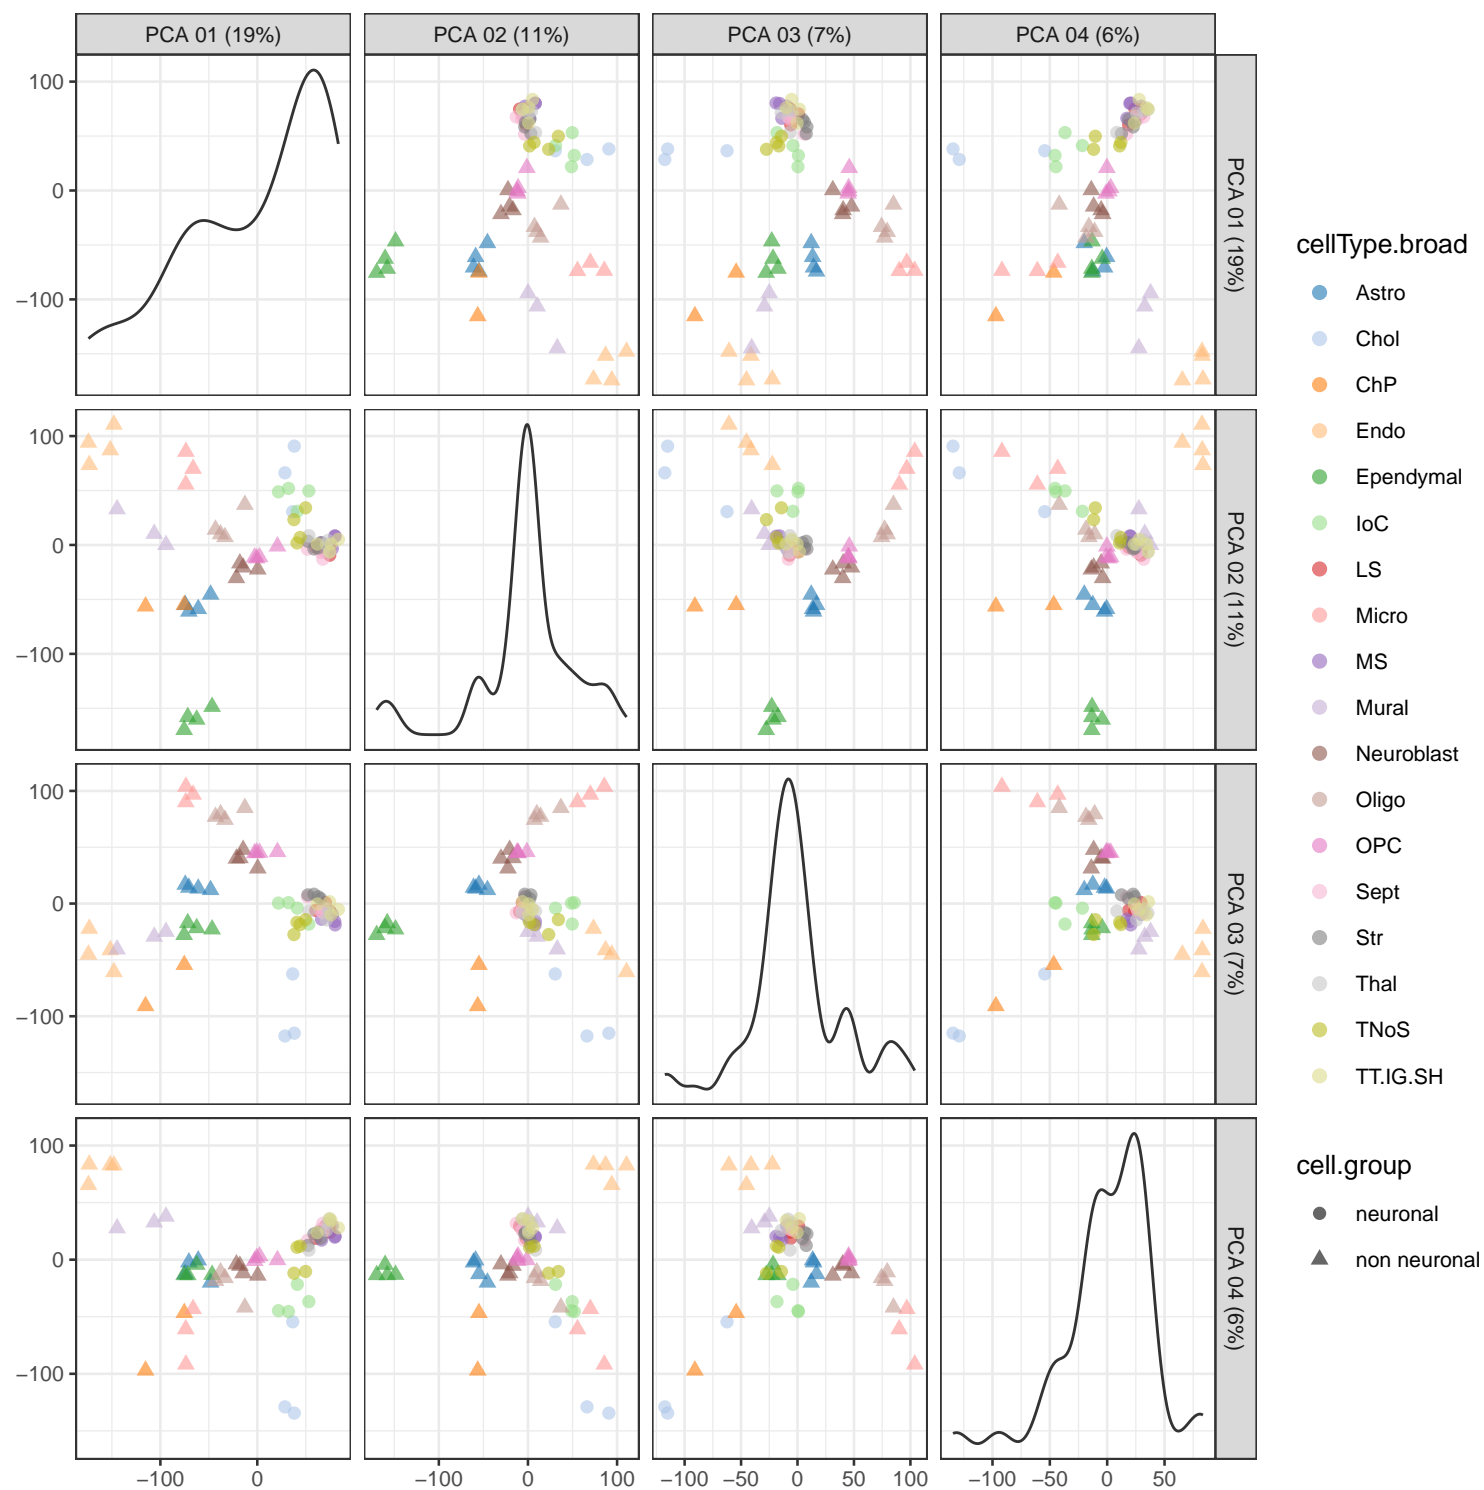 PCA 01 (19%) PCA 02 (11%) PCA 03 (7%) PCA 04 (6%)
100
0
−100
PCA 01 (19%)
100
0
−100
PCA 02 (11%)
100
0
−100
PCA 03 (7%)
100
0
−100
PCA 04 (6%)
−100 0 −100 0 100 −100 −50 0 50 100 −100 −50 0 50
cellType.broad
Astro
Chol
ChP
Endo
Ependymal
IoC
LS
Micro
MS
Mural
Neuroblast
Oligo
OPC
Sept
Str
Thal
TNoS
TT.IG.SH
cell.group
neuronal
non neuronal